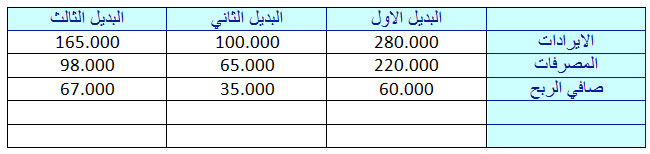 البديل الاول البديل الثاني البديل الثالث
الايرادات 280.000 100.000 165.000
المصرفات 220.000 65.000 98.000
صافي الربح 60.000 35.000 67.000